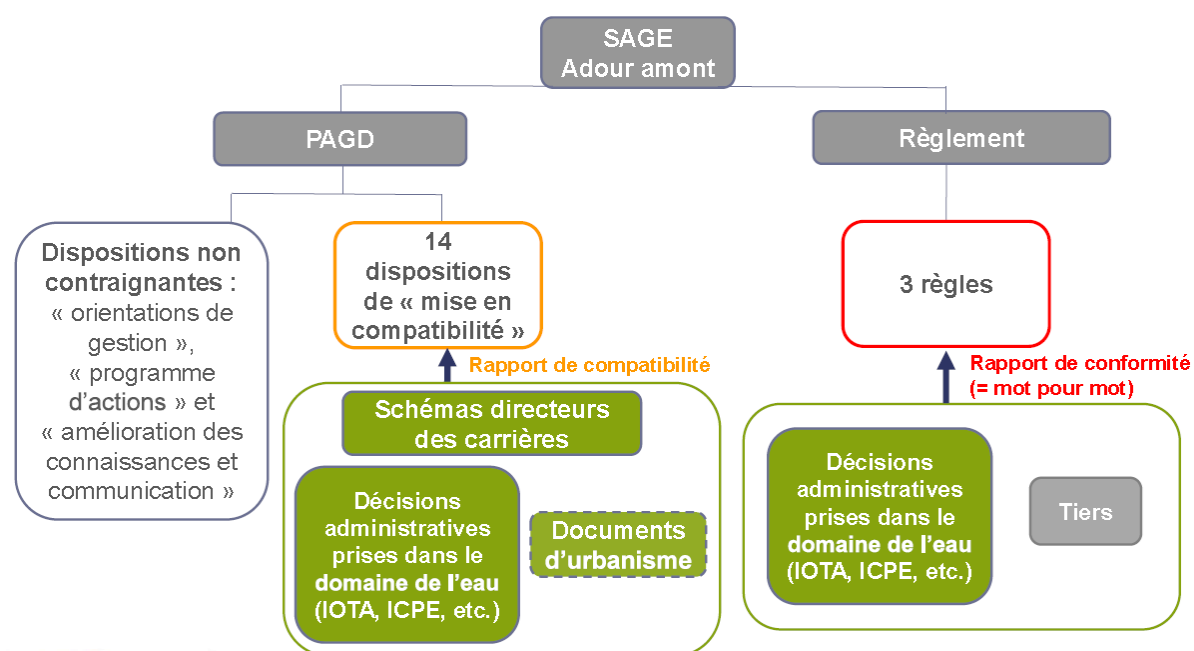 SAGE
Adour amont
PAGD
Règlement
Dispositions non
contraignantes :
« orientations de
gestion »,
« programme
d’actions » et
« amélioration des
connaissances et
communication »
14
dispositions
de « mise en
compatibilité »
3 règles
Rapport de compatibilité
Rapport de conformité
(= mot pour mot)
Schémas directeurs
des carrières
Décisions
administratives
prises dans le
domaine de l’eau
(IOTA, ICPE, etc.)
Documents
d’urbanisme
Décisions
administratives
prises dans le
domaine de l’eau
(IOTA, ICPE, etc.)
Tiers